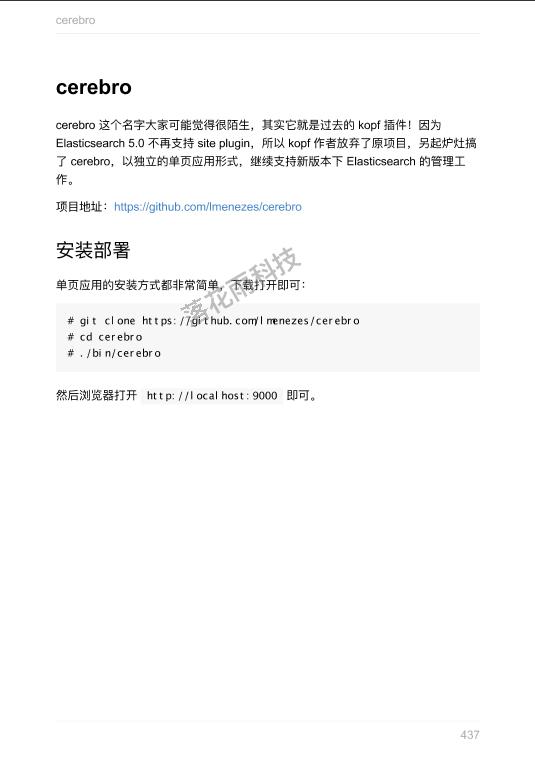 cerebro
cerebro
cerebro 这个名字大家可能觉得很陌生，其实它就是过去的 kopf 插件！因为
Elasticsearch 5.0 不再支持 site plugin，所以 kopf 作者放弃了原项目，另起炉灶搞
了 cerebro，以独立的单页应用形式，继续支持新版本下 Elasticsearch 的管理工
作。
项目地址：https://github.com/lmenezes/cerebro
安装部署
单页应用的安装方式都非常简单，下载打开即可：
# git clone https://github.com/lmenezes/cerebro
# cd cerebro
# ./bin/cerebro
然后浏览器打开 http://localhost:9000 即可。
落花雨科技
437